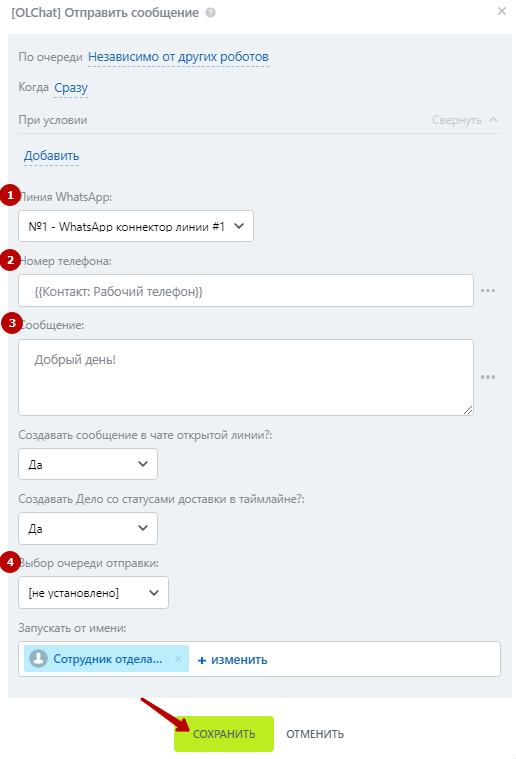 [OLChat] Отправить сообщение ?
По очереди Независимо от других роботов
Когда Сразу
При условии Свернуть
Добавить
1 Линия WhatsApp:
№1 - WhatsApp коннектор линии #1
2 Номер телефона:
{{Контакт: Рабочий телефон}}
3 Сообщение:
Добрый день!
Создавать сообщение в чате открытой линии?:
Да
Создавать Дело со статусами доставки в таймлайне?:
Да
4 Выбор очереди отправки:
[не установлено]
Запускать от имени:
Сотрудник отдела... × + изменить
СОХРАНИТЬ ОТМЕНИТЬ